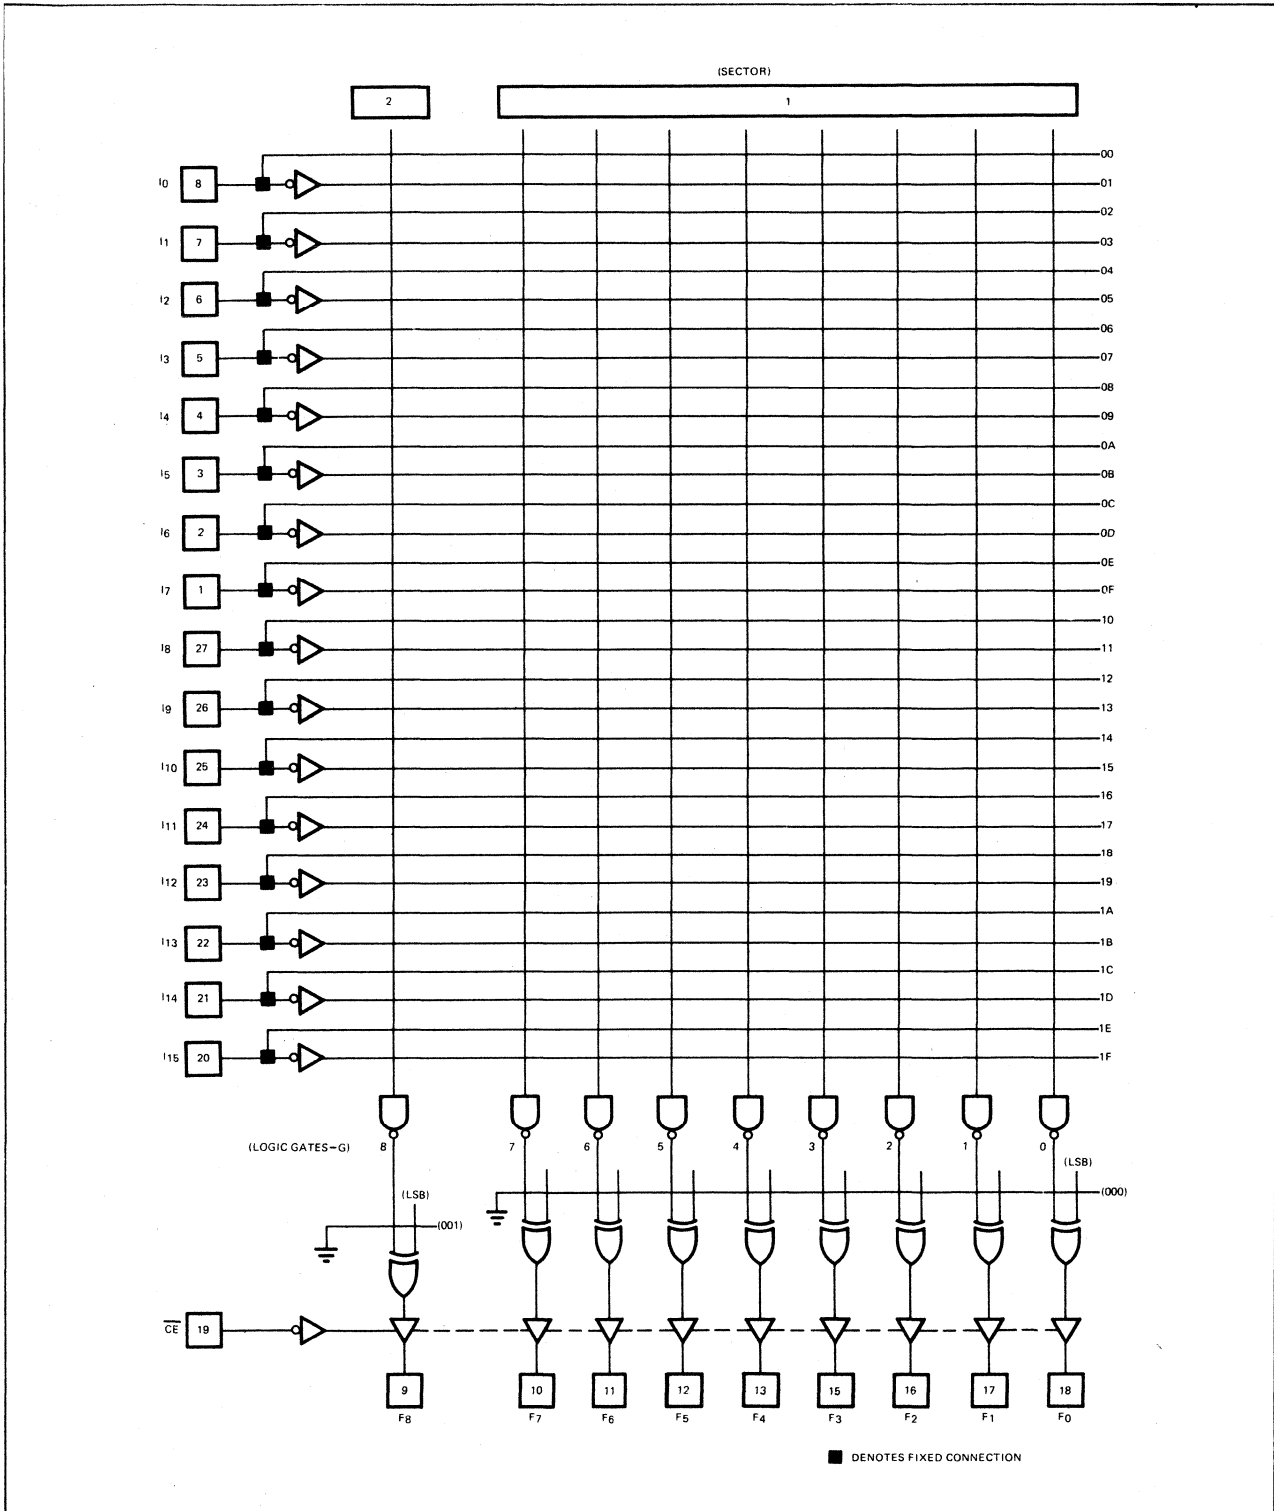 (SECTOR)
2 1
00
I0 8 01
02
I1 7 03
04
I2 6 05
06
I3 5 07
08
I4 4 09
0A
I5 3 0B
0C
I6 2 0D
0E
I7 1 0F
10
I8 27 11
12
I9 26 13
14
I10 25 15
16
I11 24 17
18
I12 23 19
1A
I13 22 1B
1C
I14 21 1D
1E
I15 20 1F
(LOGIC GATES-G) 8 7 6 5 4 3 2 1 0
(LSB)
(LSB) (000)
(001)
CE 19
9 10 11 12 13 15 16 17 18
F8 F7 F6 F5 F4 F3 F2 F1 F0
DENOTES FIXED CONNECTION